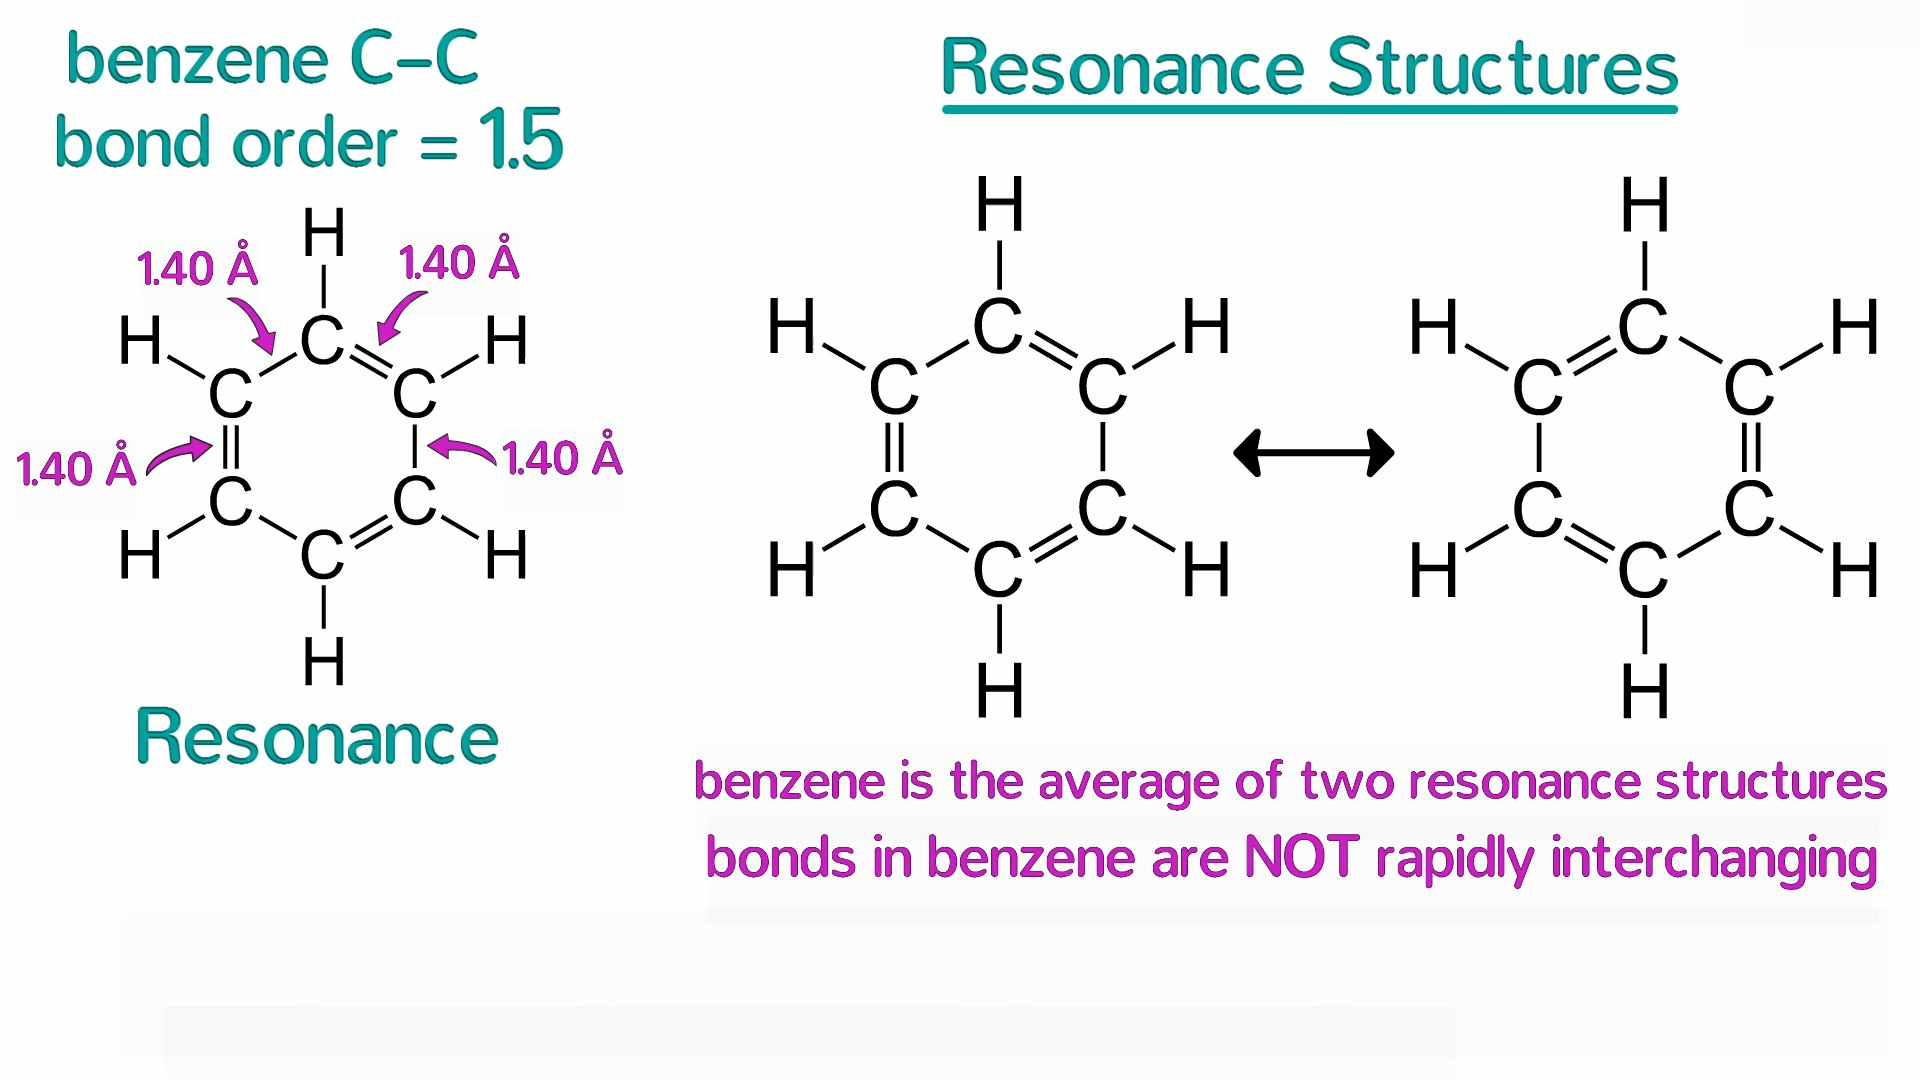 benzene C–C
bond order = 1.5
H
1.40 Å
1.40 Å
H
C
H
C
C
1.40 Å
1.40 Å
C
C
H
C
H
H
Resonance
Resonance Structures
H
H
C
H
C
C
C
C
H
C
H
H
H
H
C
H
C
C
C
C
H
C
H
H
benzene is the average of two resonance structures
bonds in benzene are NOT rapidly interchanging